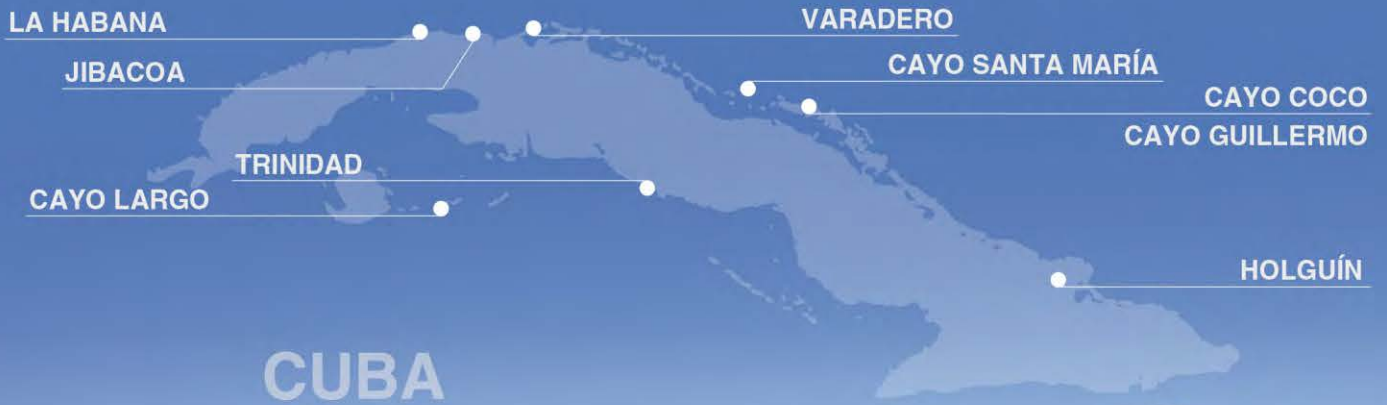 LA HABANA
JIBACOA
VARADERO
CAYO SANTA MARÍA
CAYO COCO
CAYO GUILLERMO
TRINIDAD
CAYO LARGO
HOLGUÍN
CUBA